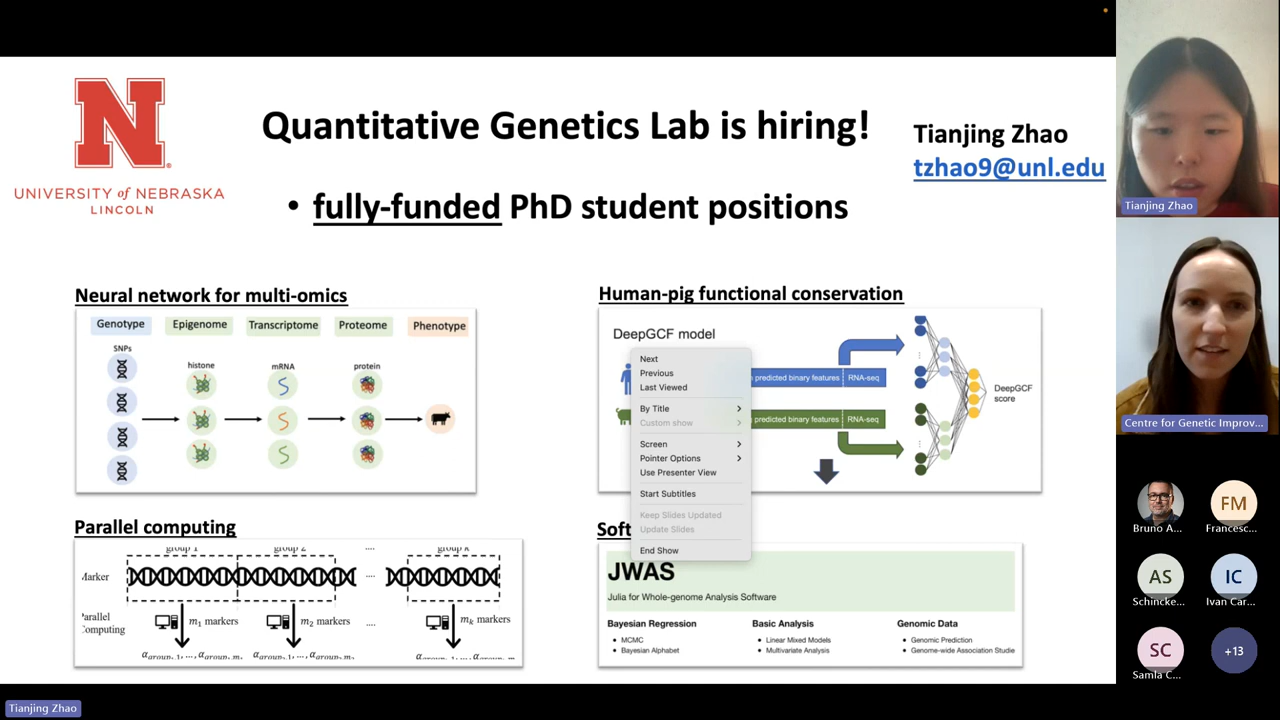 N
UNIVERSITY of NEBRASKA
LINCOLN
Quantitative Genetics Lab is hiring!
• fully-funded PhD student positions
Tianjing Zhao
tzhao9@unl.edu
Neural network for multi-omics
Genotype Epigenome Transcriptome Proteome Phenotype
SNPs
histone mRNA protein
Human-pig functional conservation
DeepGCF model
predicted binary features RNA-seq
predicted binary features RNA-seq
DeepGCF
score
Next
Previous
Last Viewed
By Title
Custom show
Screen
Pointer Options
Use Presenter View
Start Subtitles
Keep Slides Updated
Update Slides
End Show
Parallel computing
group 1 group 2 .... group k
Marker ....
Parallel
Computing
m1 markers m2 markers .... mk markers
Soft
JWAS
Julia for Whole-genome Analysis Software
Bayesian Regression
• MCMC
• Bayesian Alphabet
Basic Analysis
• Linear Mixed Models
• Multivariate Analysis
Genomic Data
• Genomic Prediction
• Genome-wide Association Studie
Tianjing Zhao
Centre for Genetic Improv...
Bruno A...
FM
Francesc...
AS
Schincke...
IC
Ivan Car...
SC
Samla C...
+13
Tianjing Zhao